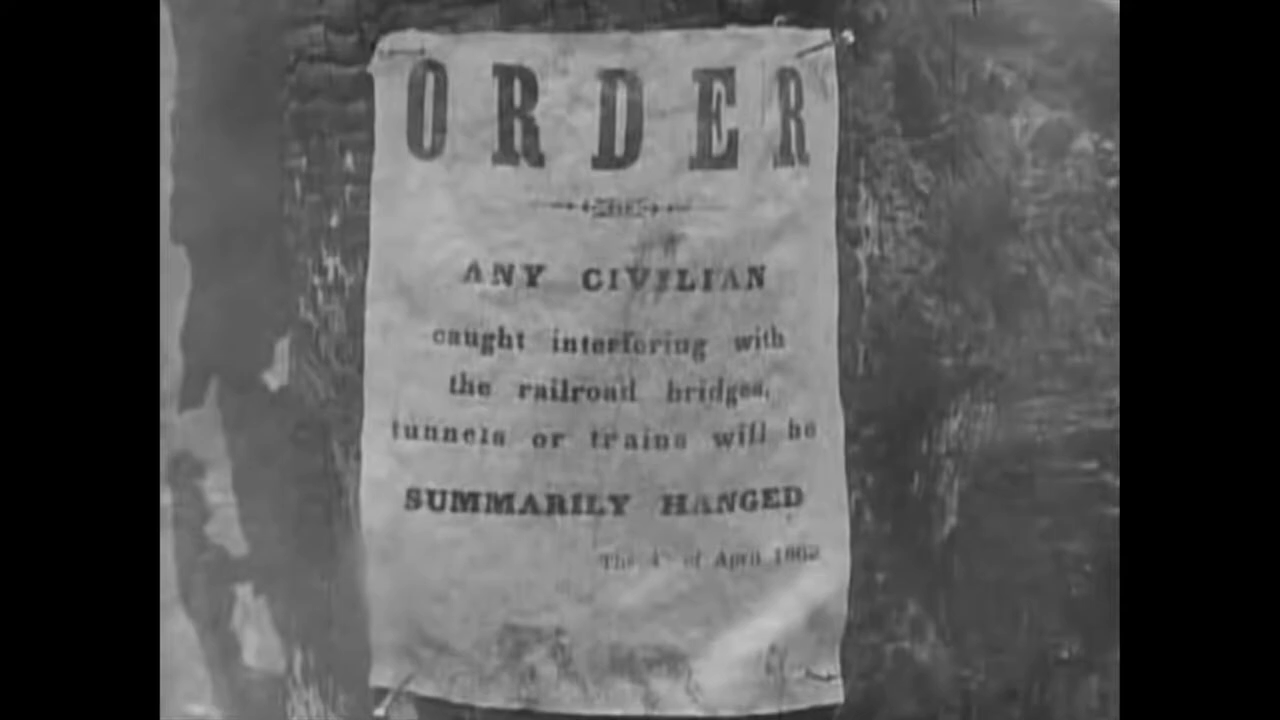 ORDER
ANY CIVILIAN
caught interfering with
the railroad bridges,
tunnels or trains will be
SUMMARILY HANGED
The 4th of April 1862